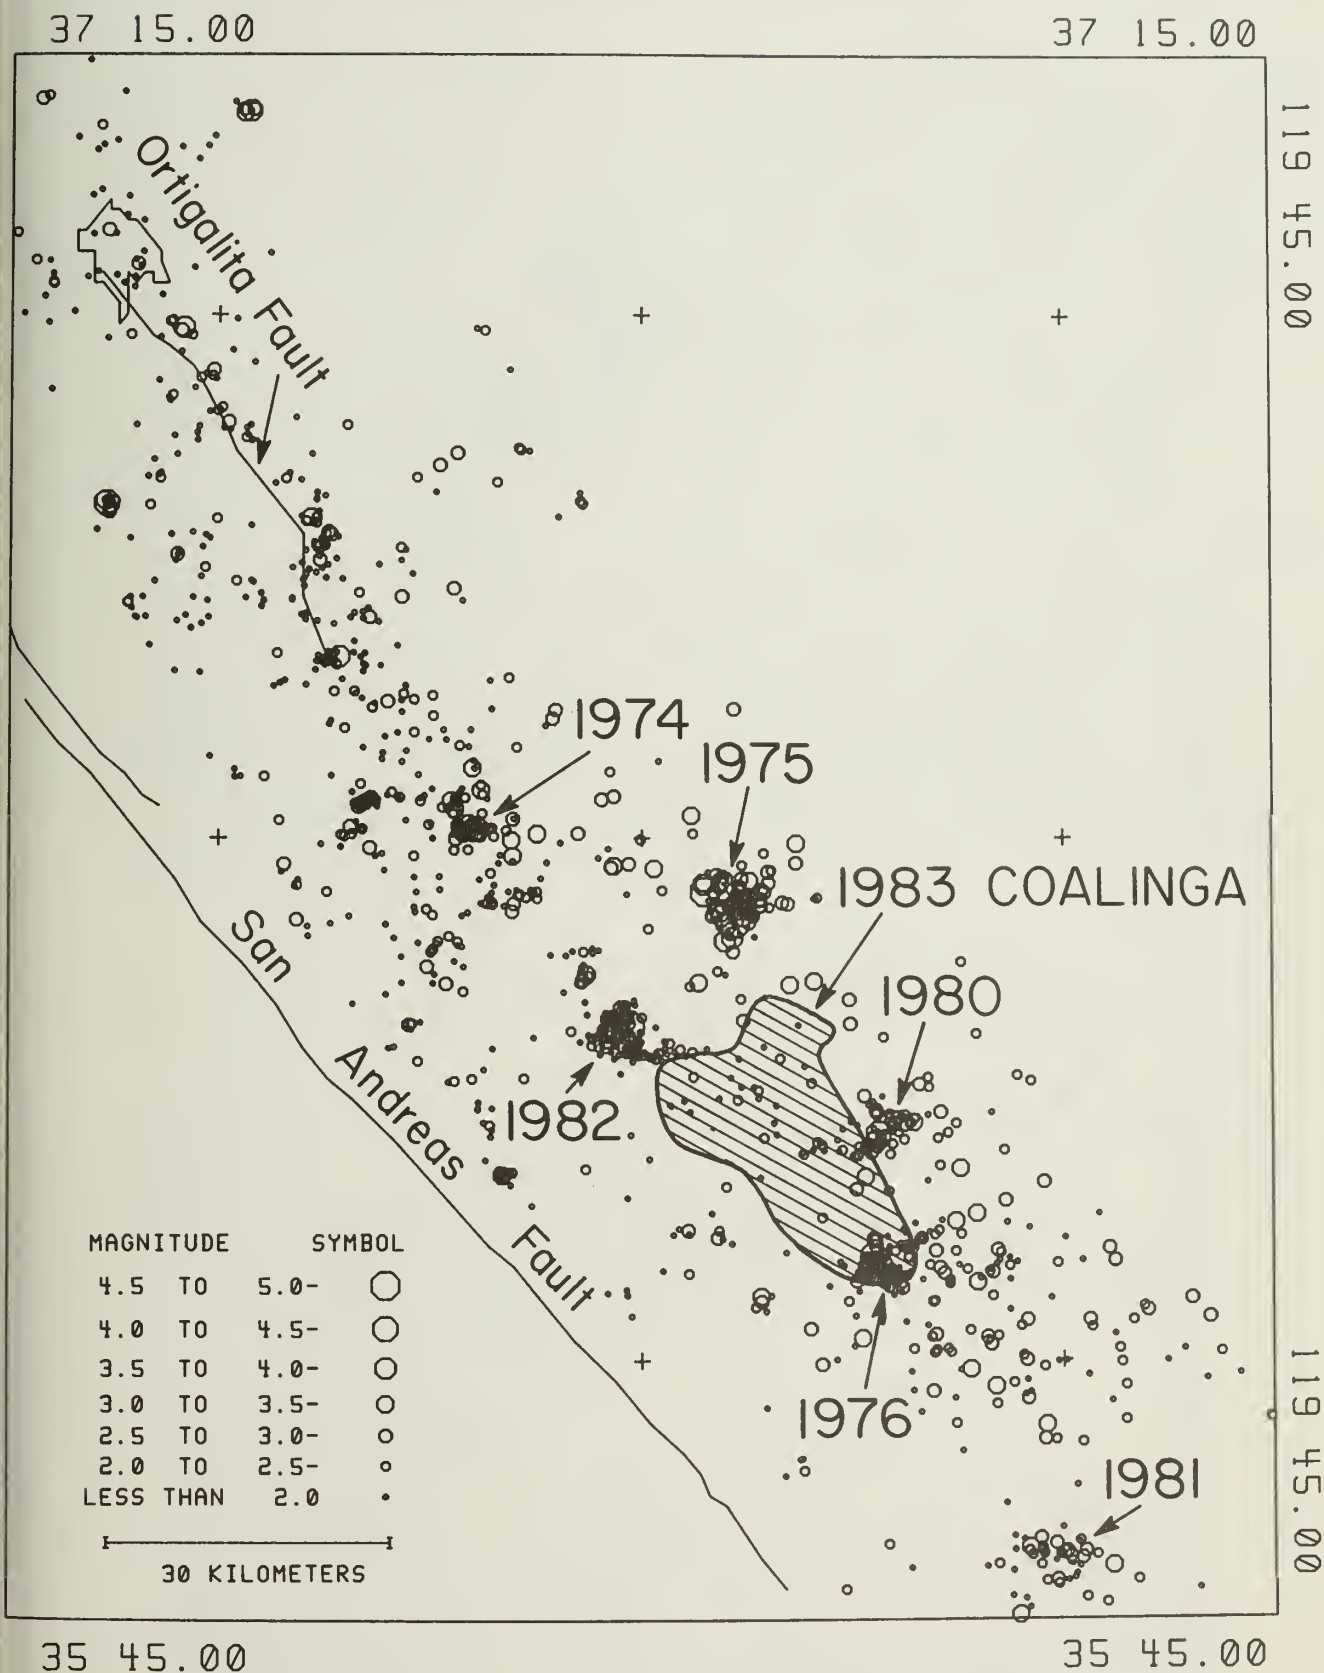 37 15.00
37 15.00
119 45.00
Ortigalita Fault
1974
1975
1983 COALINGA
1980
San Andreas Fault
1982
MAGNITUDE SYMBOL
4.5 TO 5.0-
4.0 TO 4.5-
3.5 TO 4.0-
3.0 TO 3.5-
2.5 TO 3.0-
2.0 TO 2.5-
LESS THAN 2.0
30 KILOMETERS
1976
1981
119 45.00
35 45.00
35 45.00